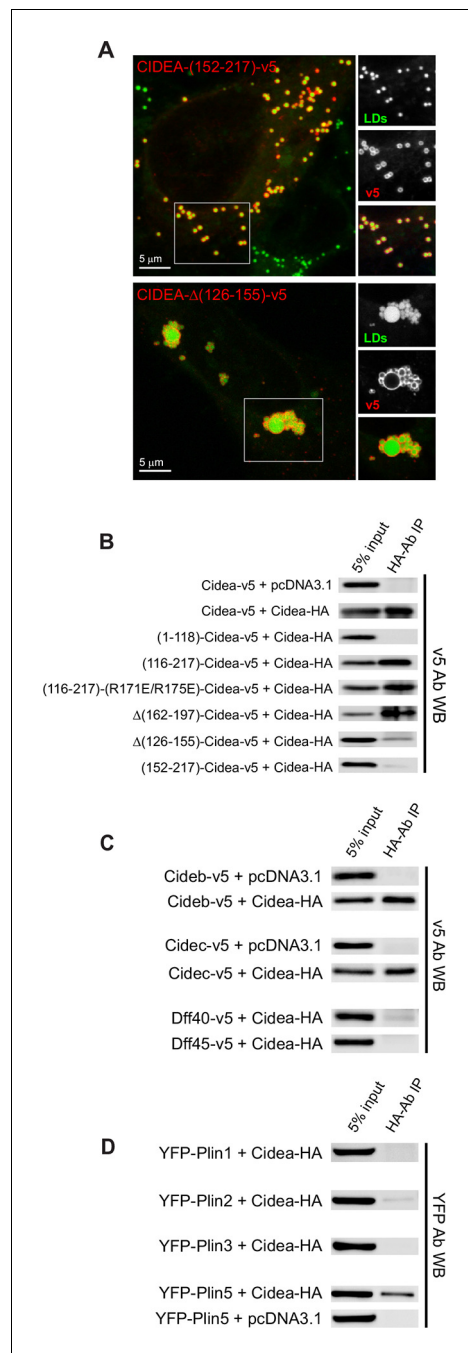 A
CIDEA-(152-217)-v5
LDs
v5
5 μm
CIDEA-Δ(126-155)-v5
LDs
v5
5 μm
B
5% input
HA-Ab IP
Cidea-v5 + pcDNA3.1
Cidea-v5 + Cidea-HA
(1-118)-Cidea-v5 + Cidea-HA
(116-217)-Cidea-v5 + Cidea-HA
(116-217)-(R171E/R175E)-Cidea-v5 + Cidea-HA
Δ(162-197)-Cidea-v5 + Cidea-HA
Δ(126-155)-Cidea-v5 + Cidea-HA
(152-217)-Cidea-v5 + Cidea-HA
v5 Ab WB
C
5% input
HA-Ab IP
Cideb-v5 + pcDNA3.1
Cideb-v5 + Cidea-HA
Cidec-v5 + pcDNA3.1
Cidec-v5 + Cidea-HA
Dff40-v5 + Cidea-HA
Dff45-v5 + Cidea-HA
v5 Ab WB
D
5% input
HA-Ab IP
YFP-Plin1 + Cidea-HA
YFP-Plin2 + Cidea-HA
YFP-Plin3 + Cidea-HA
YFP-Plin5 + Cidea-HA
YFP-Plin5 + pcDNA3.1
YFP Ab WB